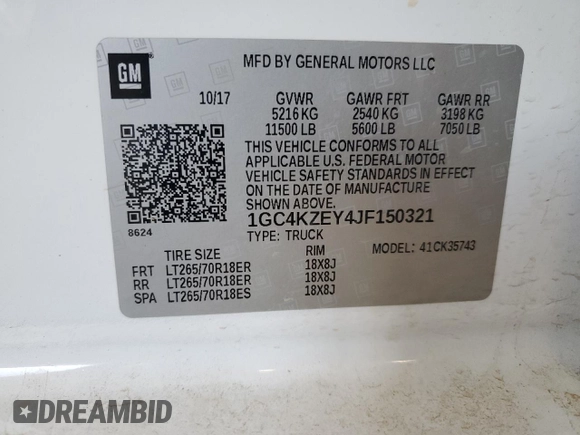 GM
MFD BY GENERAL MOTORS LLC
10/17 GVWR GAWR FRT GAWR RR
5216 KG 2540 KG 3198 KG
11500 LB 5600 LB 7050 LB
THIS VEHICLE CONFORMS TO ALL
APPLICABLE U.S. FEDERAL MOTOR
VEHICLE SAFETY STANDARDS IN EFFECT
ON THE DATE OF MANUFACTURE
SHOWN ABOVE.
8624
1GC4KZEY4JF150321
TYPE: TRUCK
MODEL: 41CK35743
TIRE SIZE RIM
FRT LT265/70R18ER 18X8J
RR LT265/70R18ER 18X8J
SPA LT265/70R18ES 18X8J
DREAMBID